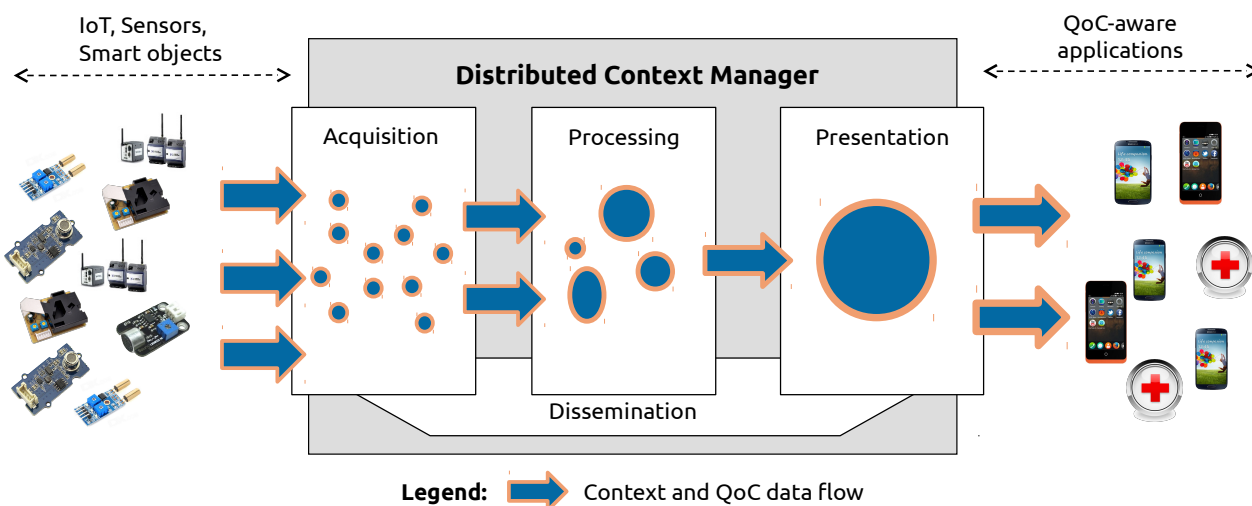 IoT, Sensors,
Smart objects
QoC-aware
applications
Distributed Context Manager
Acquisition
Processing
Presentation
Dissemination
Legend:
Context and QoC data flow